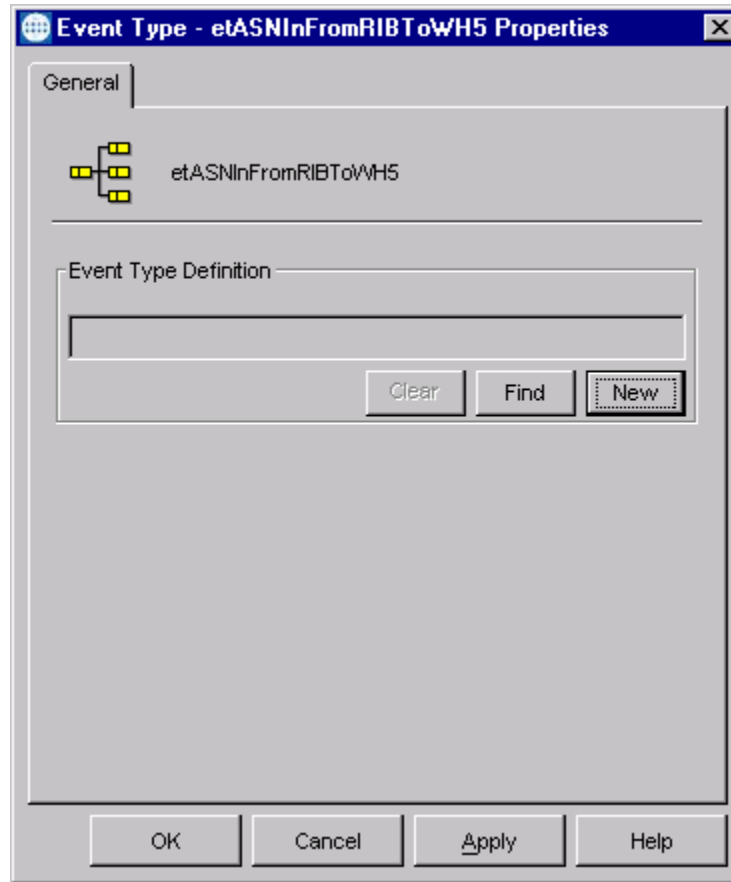 Event Type - etASNInFromRIBToWH5 Properties
General
etASNInFromRIBToWH5
Event Type Definition
Clear
Find
New
OK
Cancel
Apply
Help